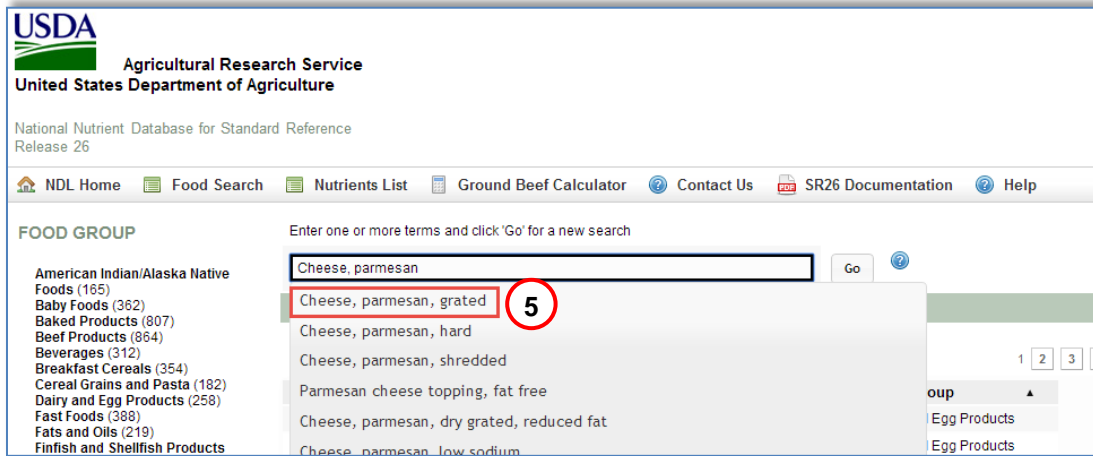 USDA
Agricultural Research Service
United States Department of Agriculture
National Nutrient Database for Standard Reference
Release 26
NDL Home Food Search Nutrients List Ground Beef Calculator Contact Us PDF SR26 Documentation Help
FOOD GROUP
American Indian/Alaska Native
Foods (165)
Baby Foods (362)
Baked Products (807)
Beef Products (864)
Beverages (312)
Breakfast Cereals (354)
Cereal Grains and Pasta (182)
Dairy and Egg Products (258)
Fast Foods (388)
Fats and Oils (219)
Finfish and Shellfish Products
Enter one or more terms and click 'Go' for a new search
Cheese, parmesan Go ?
Cheese, parmesan, grated 5
Cheese, parmesan, hard
Cheese, parmesan, shredded
Parmesan cheese topping, fat free
Cheese, parmesan, dry grated, reduced fat
Cheese, parmesan, low sodium
1 2 3
oup ▲
Egg Products
Egg Products